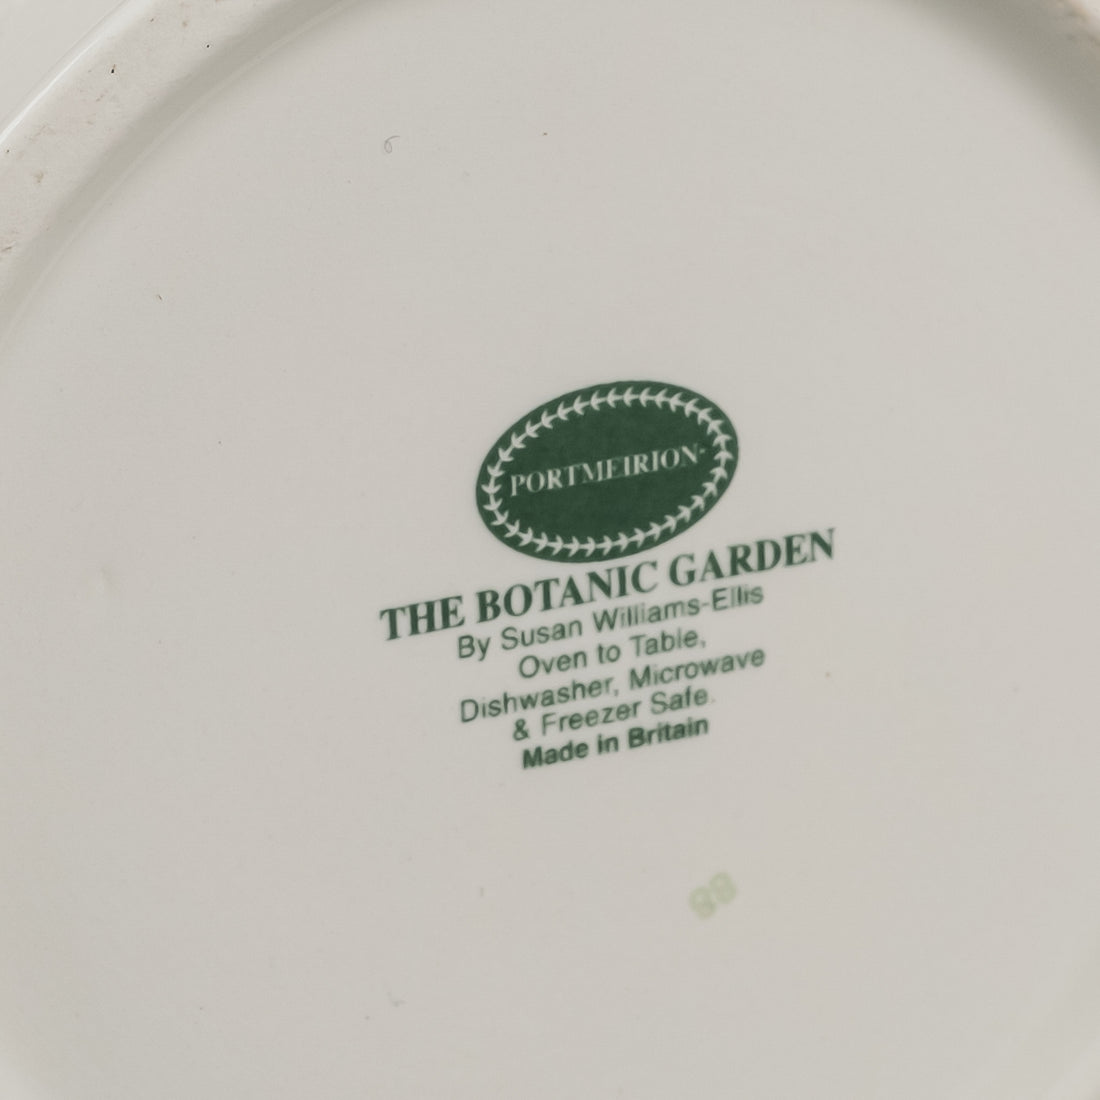 PORTMEIRION
THE BOTANIC GARDEN
By Susan Williams-Ellis
Oven to Table,
Dishwasher, Microwave
& Freezer Safe.
Made in Britain